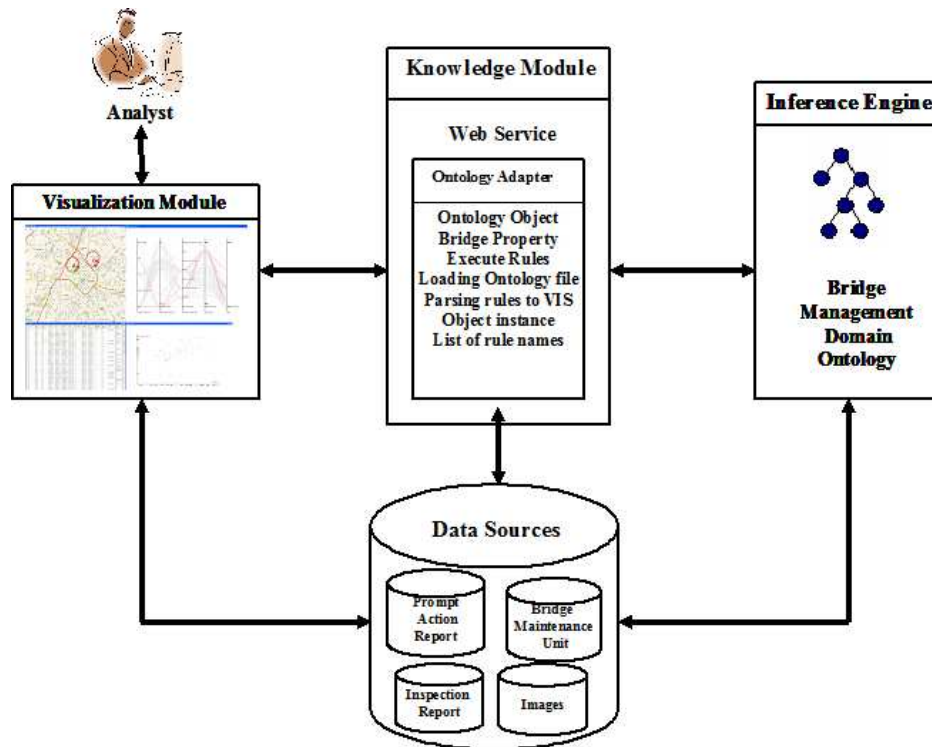 Analyst
Visualization Module
Knowledge Module
Web Service
Ontology Adapter
Ontology Object
Bridge Property
Execute Rules
Loading Ontology file
Parsing rules to VIS
Object instance
List of rule names
Inference Engine
Bridge
Management
Domain
Ontology
Data Sources
Prompt
Action
Report
Bridge
Maintenance
Unit
Inspection
Report
Images